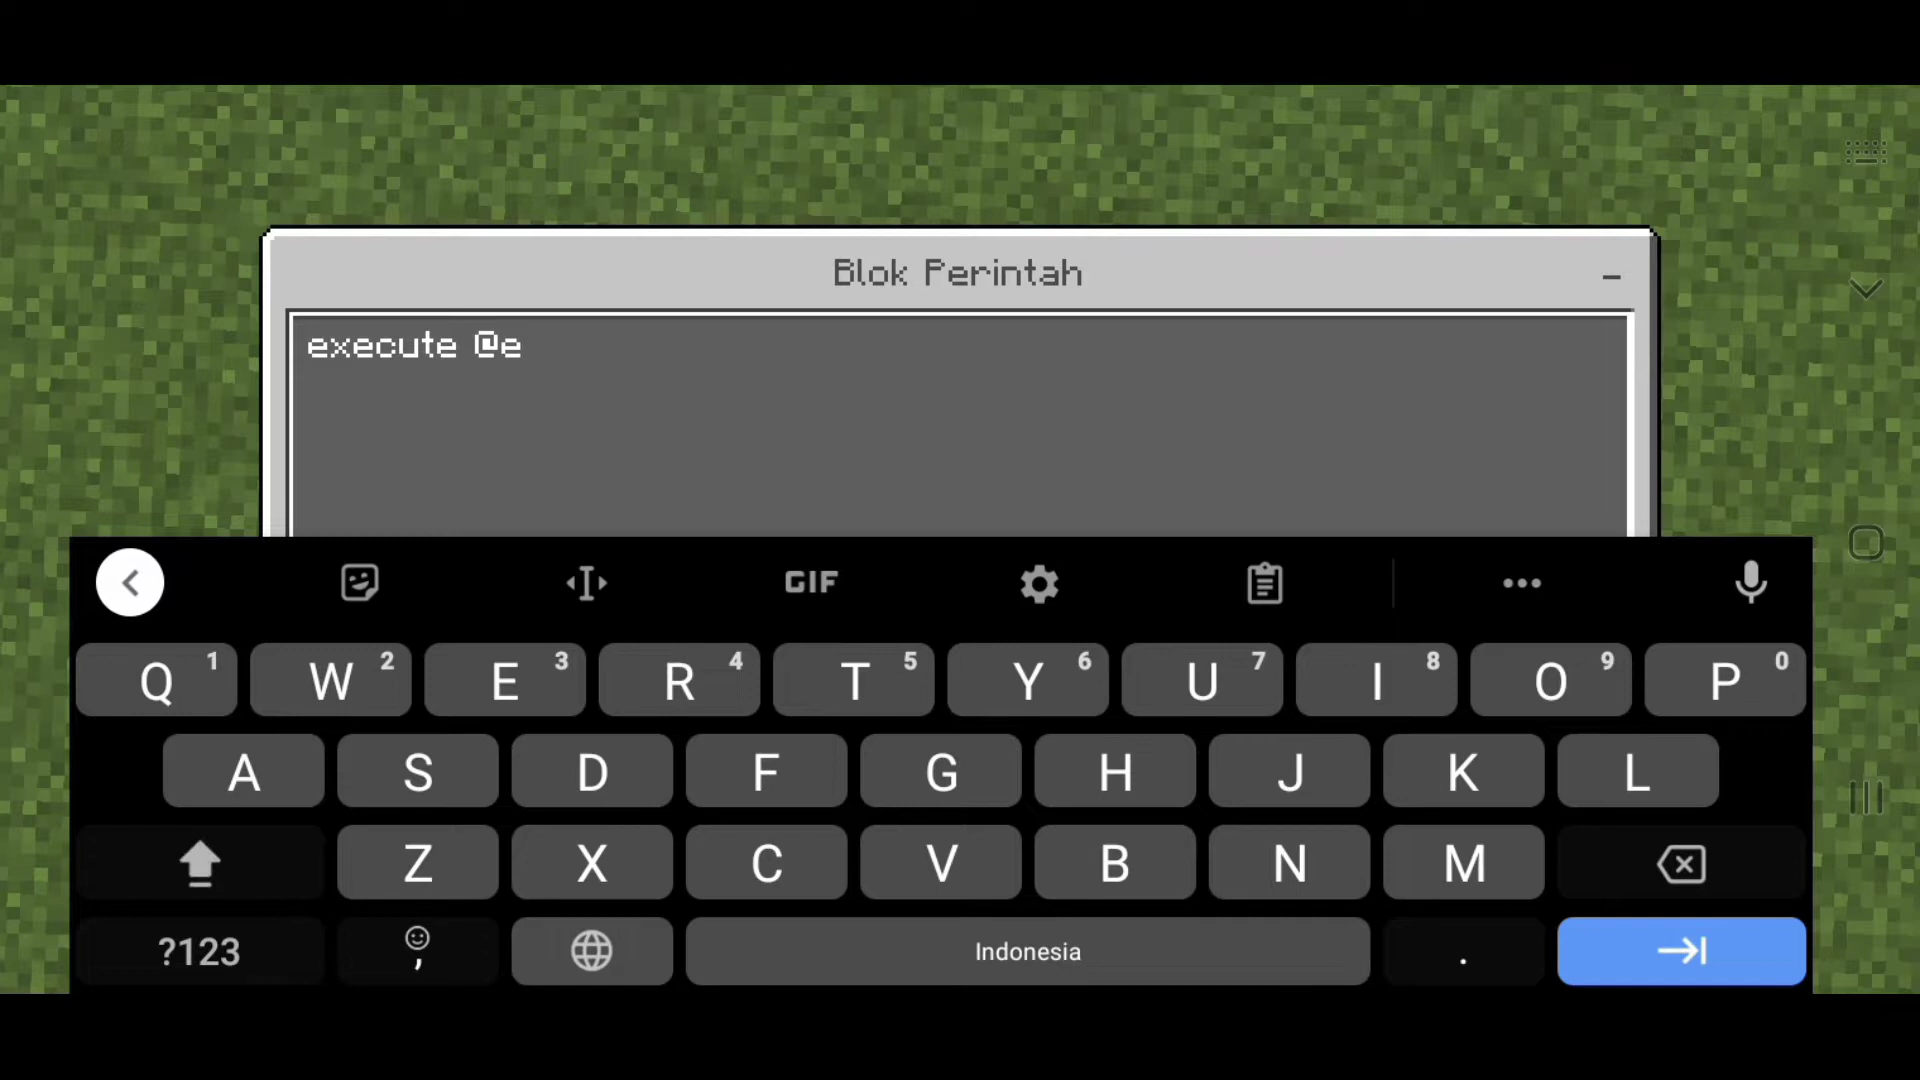 Blok Perintah
execute @e
GIF
Q 1 W 2 E 3 R 4 T 5 Y 6 U 7 I 8 O 9 P 0
A S D F G H J K L
Z X C V B N M
?123 , Indonesia .